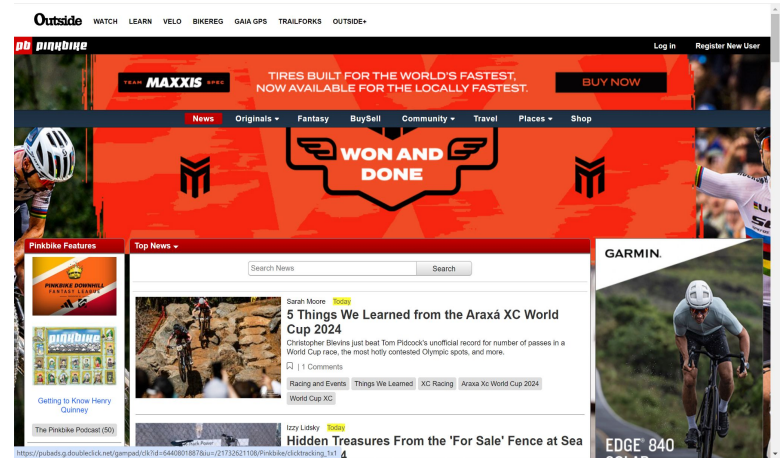 Outside WATCH LEARN VELO BIKEREG GAIA GPS TRAILFORKS OUTSIDE+
pb pinkbike Log in Register New User
TEAM MAXXIS SPEC
TIRES BUILT FOR THE WORLD'S FASTEST,
NOW AVAILABLE FOR THE LOCALLY FASTEST.
BUY NOW
News Originals Fantasy BuySell Community Travel Places Shop
WON AND
DONE
Pinkbike Features
Top News
GARMIN.
Search News Search
PINKBIKE DOWNHILL
FANTASY LEAGUE
pinkbike
Getting to Know Henry
Quinney
The Pinkbike Podcast (50)
Sarah Moore Today
5 Things We Learned from the Araxá XC World
Cup 2024
Christopher Blevins just beat Tom Pidcock's unofficial record for number of passes in a
World Cup race, the most hotly contested Olympic spots, and more.
| 1 Comments
Racing and Events Things We Learned XC Racing Araxa Xc World Cup 2024
World Cup XC
Izzy Lidsky Today
Hidden Treasures From the 'For Sale' Fence at Sea
4
EDGE® 840
SOLAR
https://pubads.g.doubleclick.net/gampad/clk?id=6440801887&iu=/21732621108/Pinkbike/clicktracking_1x1